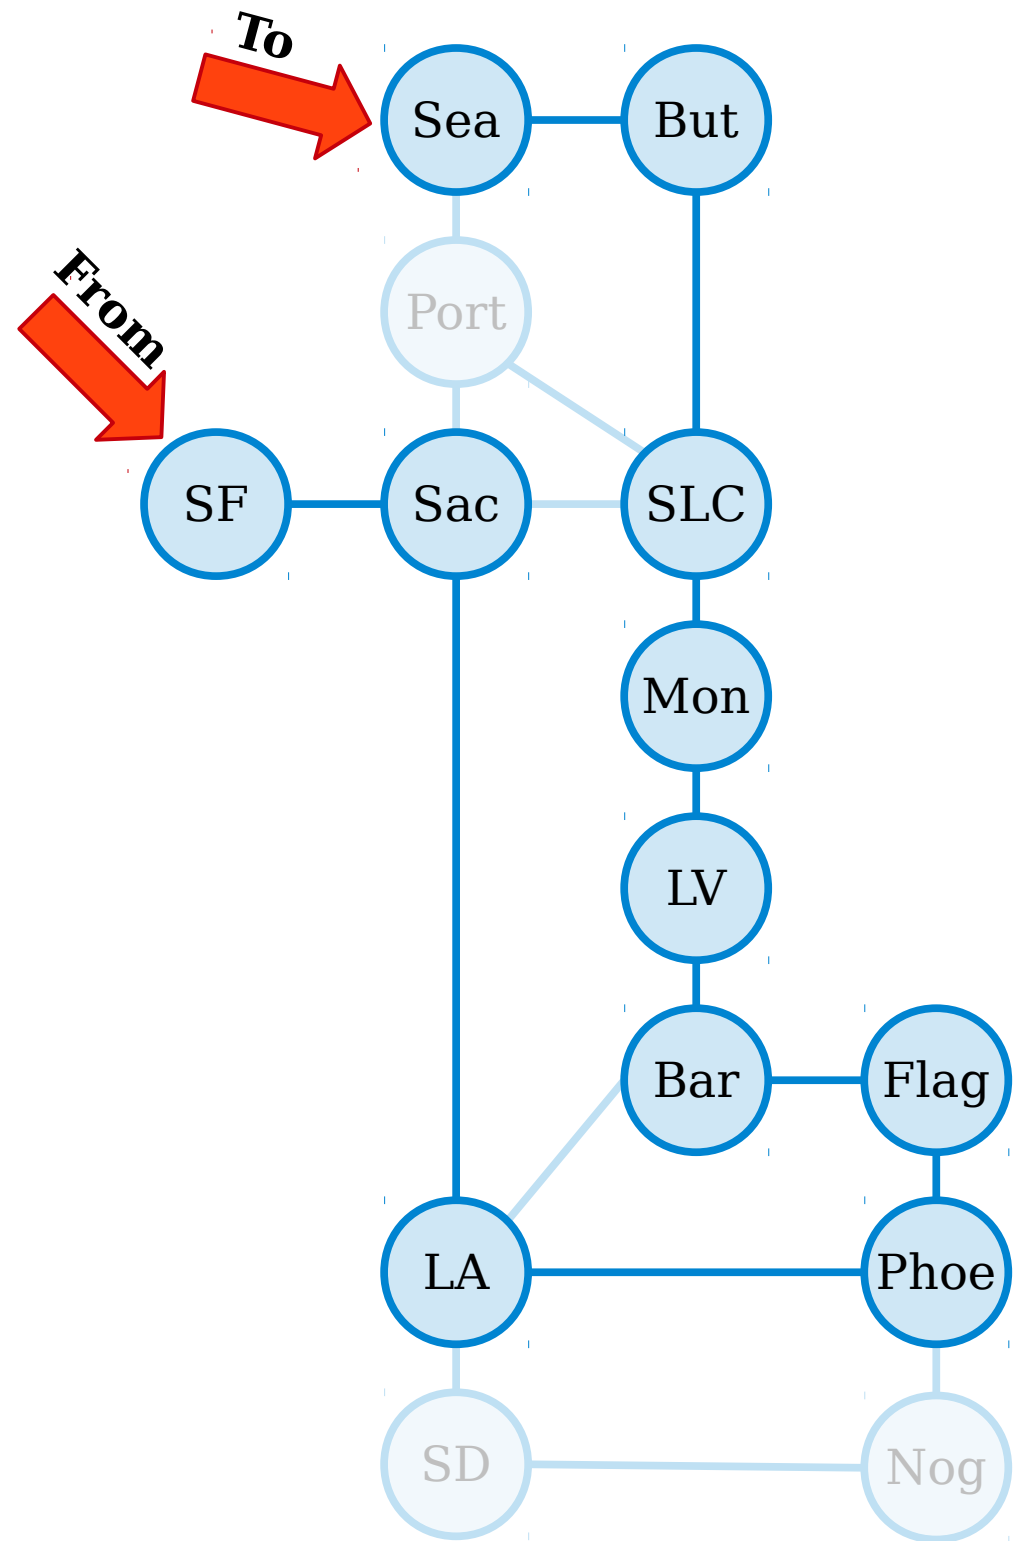 To
Sea
But
From
Port
SF
Sac
SLC
Mon
LV
Bar
Flag
LA
Phoe
SD
Nog